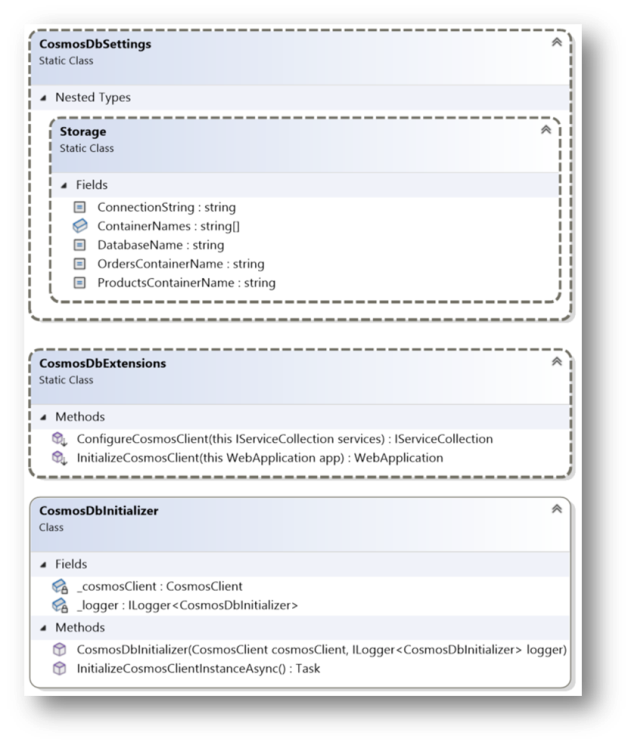 CosmosDbSettings
Static Class
Nested Types
Storage
Static Class
Fields
ConnectionString : string
ContainerNames : string[]
DatabaseName : string
OrdersContainerName : string
ProductsContainerName : string
CosmosDbExtensions
Static Class
Methods
ConfigureCosmosClient(this IServiceCollection services) : IServiceCollection
InitializeCosmosClient(this WebApplication app) : WebApplication
CosmosDbInitializer
Class
Fields
_cosmosClient : CosmosClient
_logger : ILogger<CosmosDbInitializer>
Methods
CosmosDbInitializer(CosmosClient cosmosClient, ILogger<CosmosDbInitializer> logger)
InitializeCosmosClientInstanceAsync() : Task